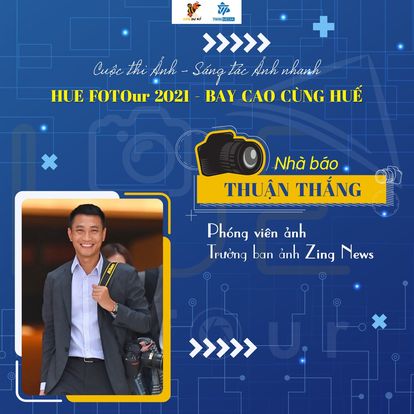 Cuộc thi Ảnh - Sáng tác Ảnh nhanh
HUE FOTOur 2021 - BAY CAO CÙNG HUẾ
Nhà báo
THUẬN THẮNG
Phóng viên ảnh
Trưởng ban ảnh Zing News